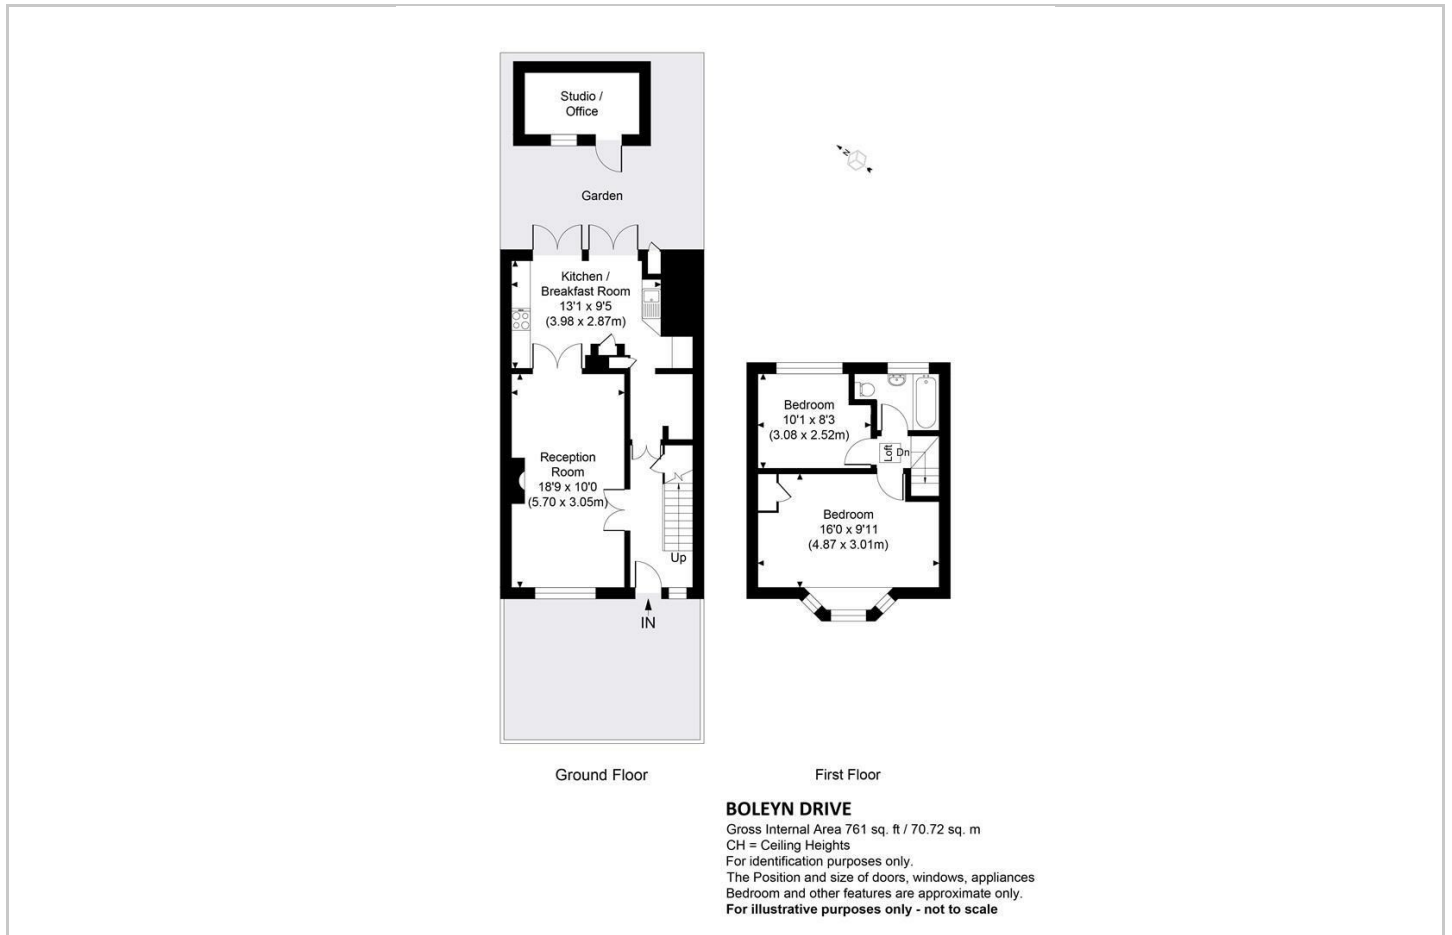 Studio /
Office
N
Garden
Kitchen /
Breakfast Room
13'1 x 9'5
(3.98 x 2.87m)
Reception
Room
18'9 x 10'0
(5.70 x 3.05m)
Up
IN
Bedroom
10'1 x 8'3
(3.08 x 2.52m)
Loft
Dn
Bedroom
16'0 x 9'11
(4.87 x 3.01m)
Ground Floor
First Floor
BOLEYN DRIVE
Gross Internal Area 761 sq. ft / 70.72 sq. m
CH = Ceiling Heights
For identification purposes only.
The Position and size of doors, windows, appliances
Bedroom and other features are approximate only.
For illustrative purposes only - not to scale